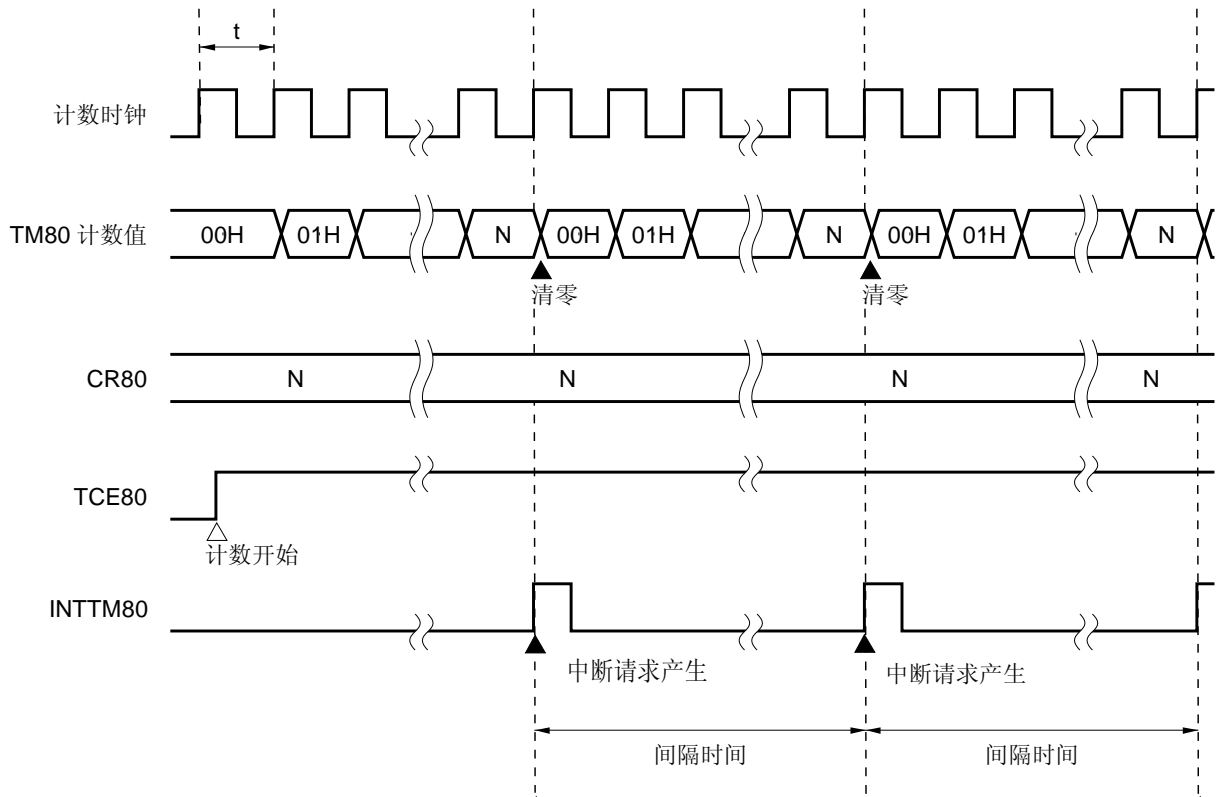 t
计数时钟
TM80 计数值
00H 01H N 00H 01H N 00H 01H N
清零 清零
CR80 N N N N
TCE80
计数开始
INTTM80
中断请求产生 中断请求产生
间隔时间 间隔时间